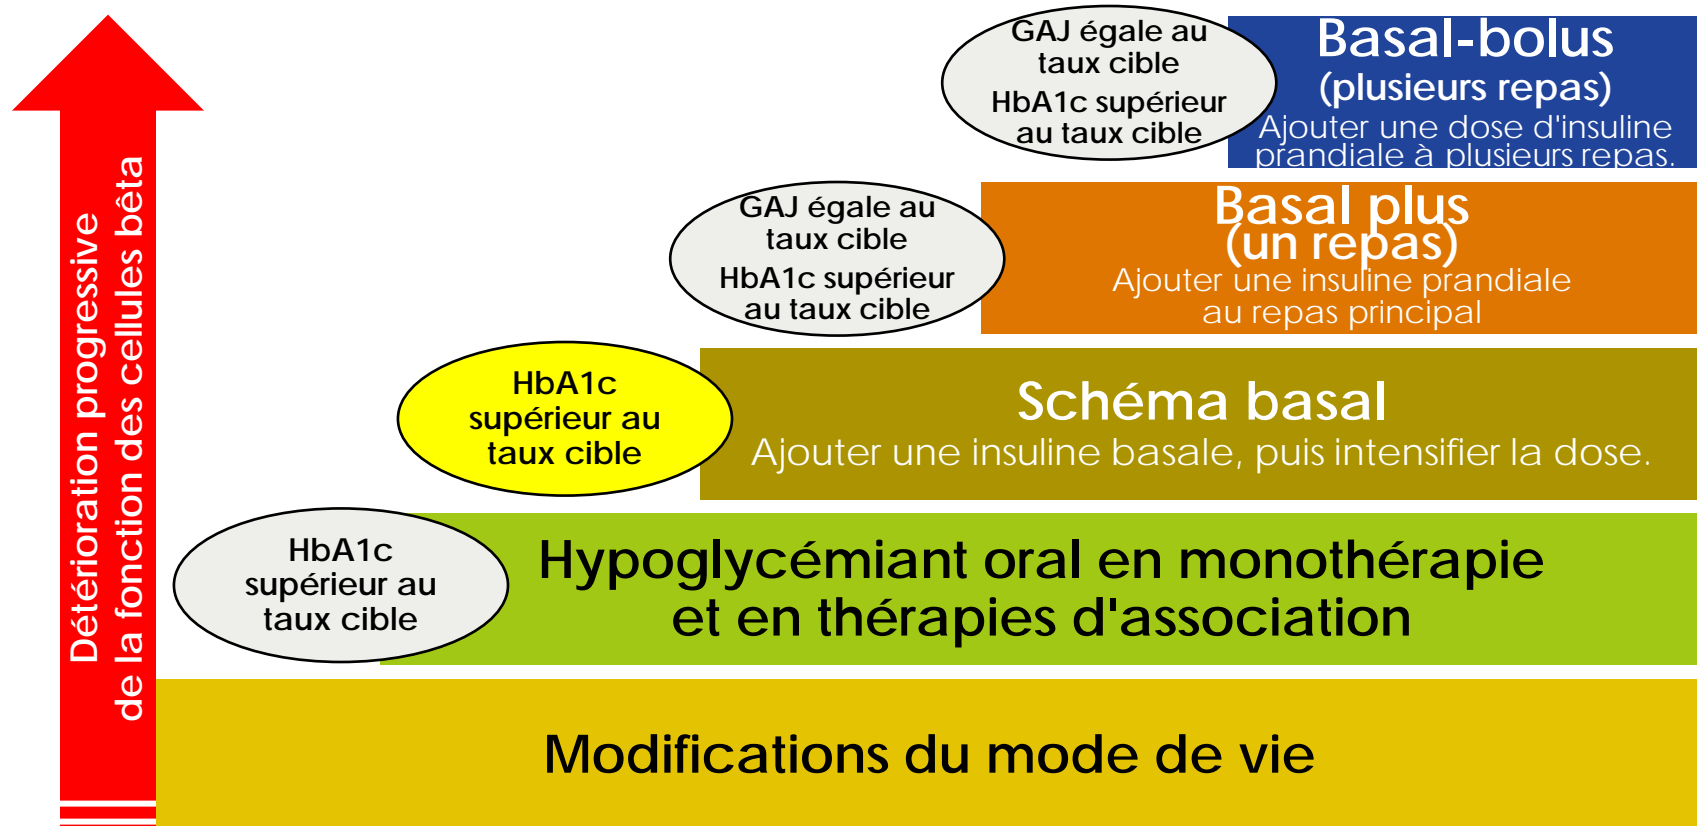 GAJ égale au
taux cible
HbA1c supérieur
au taux cible
Basal-bolus
(plusieurs repas)
Ajouter une dose d'insuline
prandiale à plusieurs repas.
GAJ égale au
taux cible
HbA1c supérieur
au taux cible
Basal plus
(un repas)
Ajouter une insuline prandiale
au repas principal
HbA1c
supérieur au
taux cible
Schéma basal
Ajouter une insuline basale, puis intensifier la dose.
HbA1c
supérieur au
taux cible
Hypoglycémiant oral en monothérapie
et en thérapies d'association
Modifications du mode de vie
Détérioration progressive
de la fonction des cellules bêta